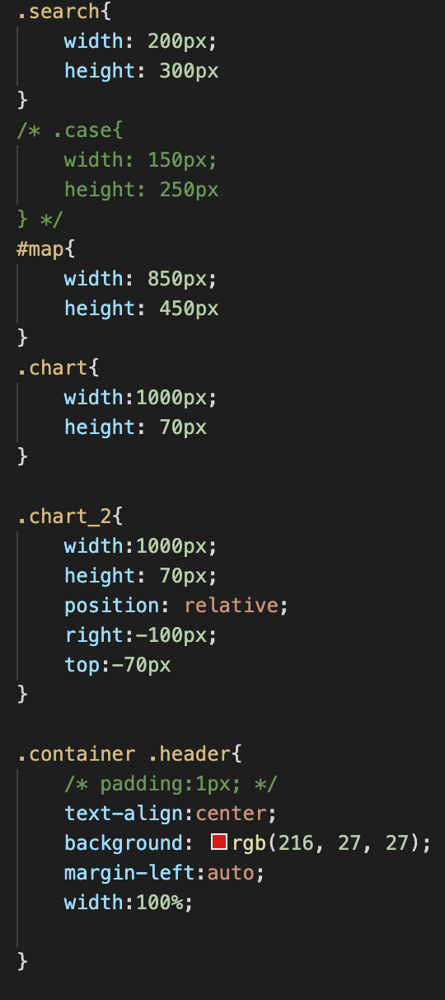 .search{
    width: 200px;
    height: 300px
}
/* .case{
    width: 150px;
    height: 250px
} */
#map{
    width: 850px;
    height: 450px
}
.chart{
    width:1000px;
    height: 70px
}

.chart_2{
    width:1000px;
    height: 70px;
    position: relative;
    right:-100px;
    top:-70px
}

.container .header{
    /* padding:1px; */
    text-align:center;
    background: rgb(216, 27, 27);
    margin-left:auto;
    width:100%;

}